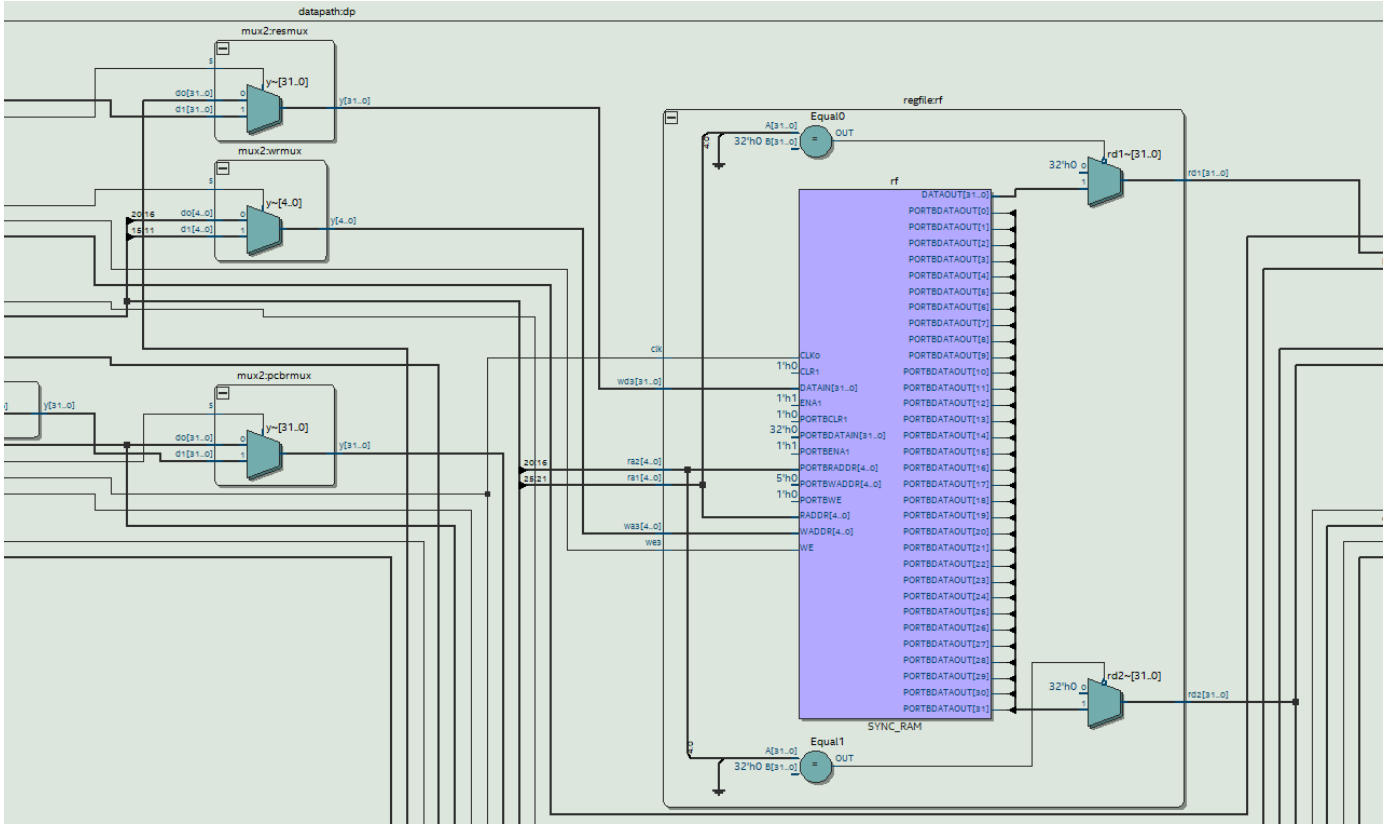 datapath:dp
mux2:resmux
s
y~[31..0]
d0[31..0]
0
d1[31..0]
1
y[31..0]
mux2:wrmux
s
y~[4..0]
20:16
d0[4..0]
0
15:11
d1[4..0]
1
y[4..0]
mux2:pcbrmux
s
y~[31..0]
y[31..0]
d0[31..0]
0
d1[31..0]
1
y[31..0]
20:16
25:21
regfile:rf
Equal0
A[31..0]
OUT
4:0
32'h0 B[31..0]
=
rd1~[31..0]
32'h0
0
1
rd1[31..0]
rf
DATAOUT[31..0]
PORTBDATAOUT[0]
PORTBDATAOUT[1]
PORTBDATAOUT[2]
PORTBDATAOUT[3]
PORTBDATAOUT[4]
PORTBDATAOUT[5]
PORTBDATAOUT[6]
PORTBDATAOUT[7]
PORTBDATAOUT[8]
PORTBDATAOUT[9]
PORTBDATAOUT[10]
PORTBDATAOUT[11]
PORTBDATAOUT[12]
PORTBDATAOUT[13]
PORTBDATAOUT[14]
PORTBDATAOUT[15]
PORTBDATAOUT[16]
PORTBDATAOUT[17]
PORTBDATAOUT[18]
PORTBDATAOUT[19]
PORTBDATAOUT[20]
PORTBDATAOUT[21]
PORTBDATAOUT[22]
PORTBDATAOUT[23]
PORTBDATAOUT[24]
PORTBDATAOUT[25]
PORTBDATAOUT[26]
PORTBDATAOUT[27]
PORTBDATAOUT[28]
PORTBDATAOUT[29]
PORTBDATAOUT[30]
PORTBDATAOUT[31]
clk
CLK0
1'h0
CLR1
wd3[31..0]
DATAIN[31..0]
1'h1
ENA1
1'h0
PORTBCLR1
32'h0
PORTBDATAIN[31..0]
1'h1
PORTBENA1
ra2[4..0]
PORTBRADDR[4..0]
ra1[4..0]
5'h0
PORTBWADDR[4..0]
1'h0
PORTBWE
RADDR[4..0]
wa3[4..0]
WADDR[4..0]
we3
WE
SYNC_RAM
rd2~[31..0]
32'h0
0
1
rd2[31..0]
Equal1
4:0
A[31..0]
OUT
32'h0 B[31..0]
=